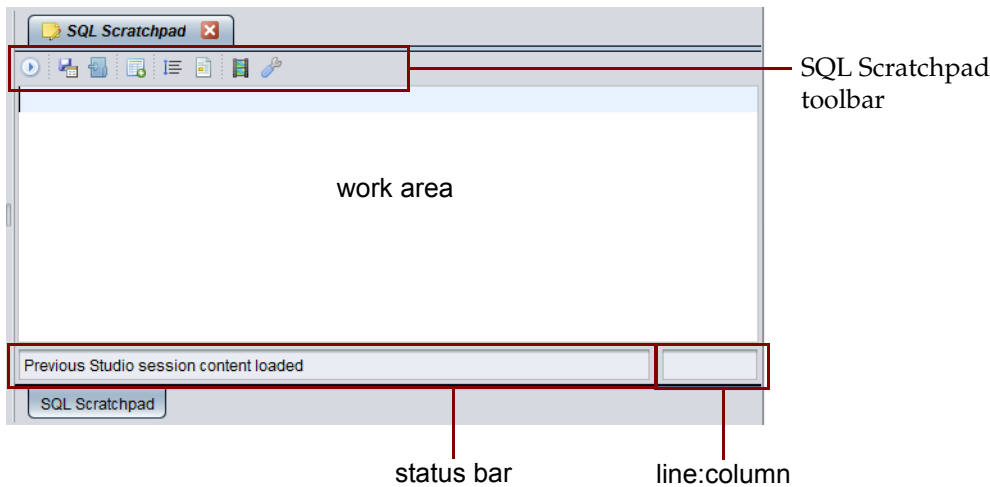 SQL Scratchpad
SQL Scratchpad
toolbar
work area
Previous Studio session content loaded
SQL Scratchpad
status bar
line:column